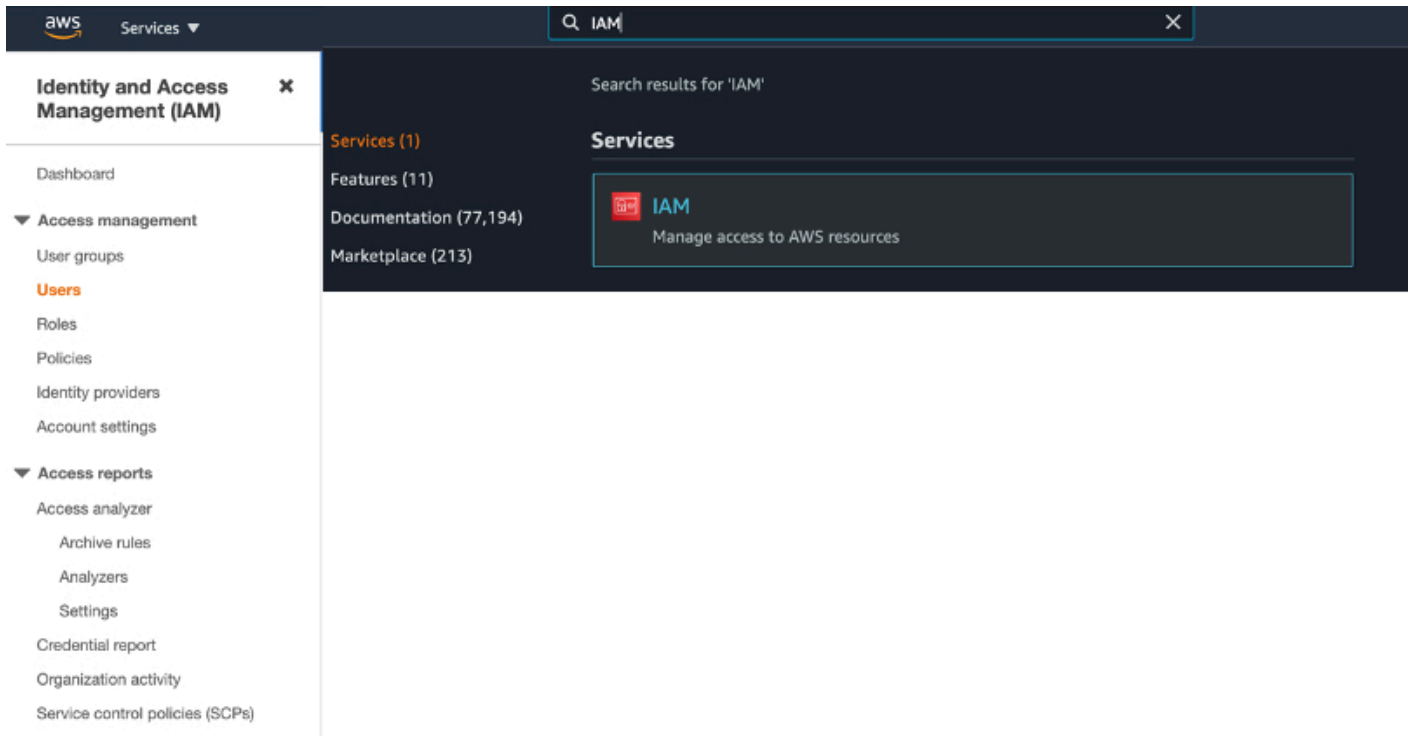 aws
Services ▼
IAM
Identity and Access
Management (IAM)
Dashboard
Access management
User groups
Users
Roles
Policies
Identity providers
Account settings
Access reports
Access analyzer
Archive rules
Analyzers
Settings
Credential report
Organization activity
Service control policies (SCPs)
Search results for 'IAM'
Services (1)
Features (11)
Documentation (77,194)
Marketplace (213)
Services
IAM
Manage access to AWS resources